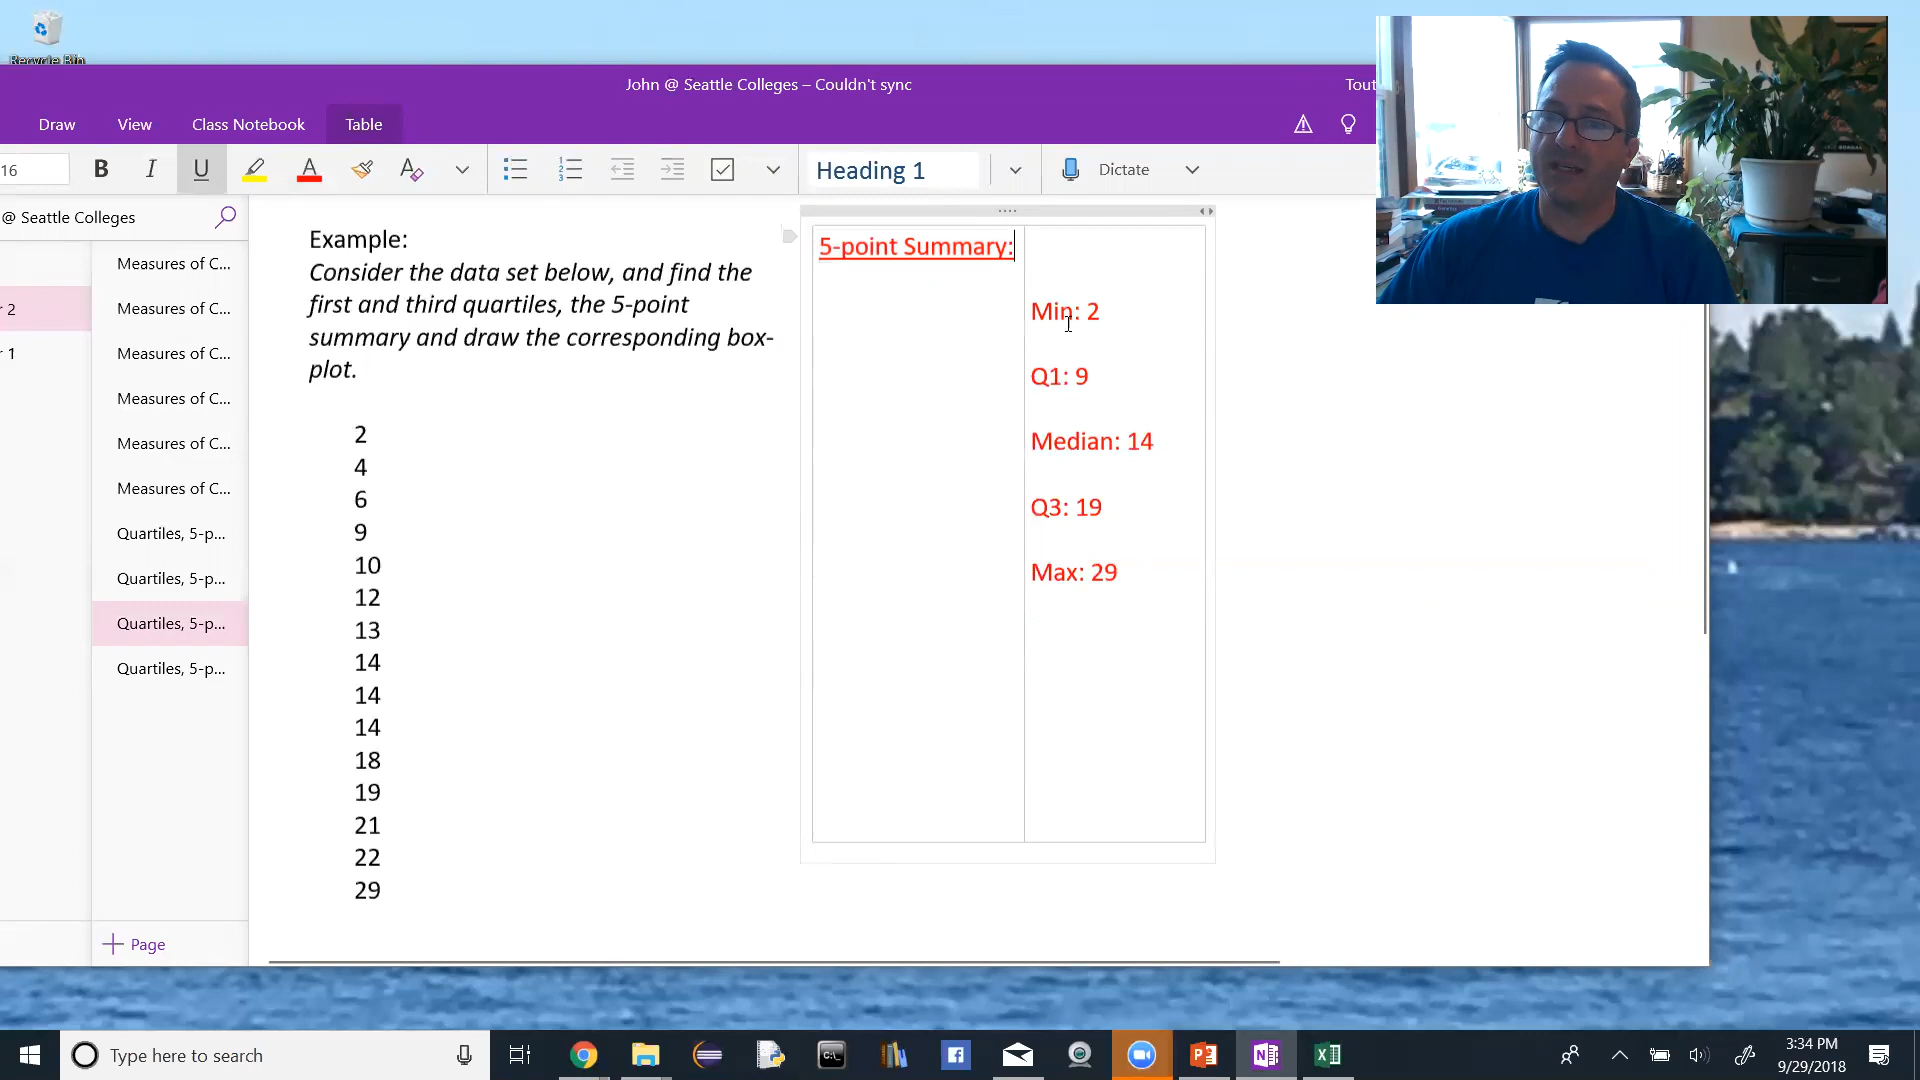 Recycle Bin
John @ Seattle Colleges – Couldn't sync
Tout
Draw
View
Class Notebook
Table
16
B
I
U
A
A
Heading 1
Dictate
@ Seattle Colleges
r 2
r 1
Measures of C...
Measures of C...
Measures of C...
Measures of C...
Measures of C...
Measures of C...
Quartiles, 5-p...
Quartiles, 5-p...
Quartiles, 5-p...
Quartiles, 5-p...
Page
Example:
Consider the data set below, and find the
first and third quartiles, the 5-point
summary and draw the corresponding box-
plot.
2
4
6
9
10
12
13
14
14
14
18
19
21
22
29
5-point Summary:
Min: 2
Q1: 9
Median: 14
Q3: 19
Max: 29
Type here to search
3:34 PM
9/29/2018